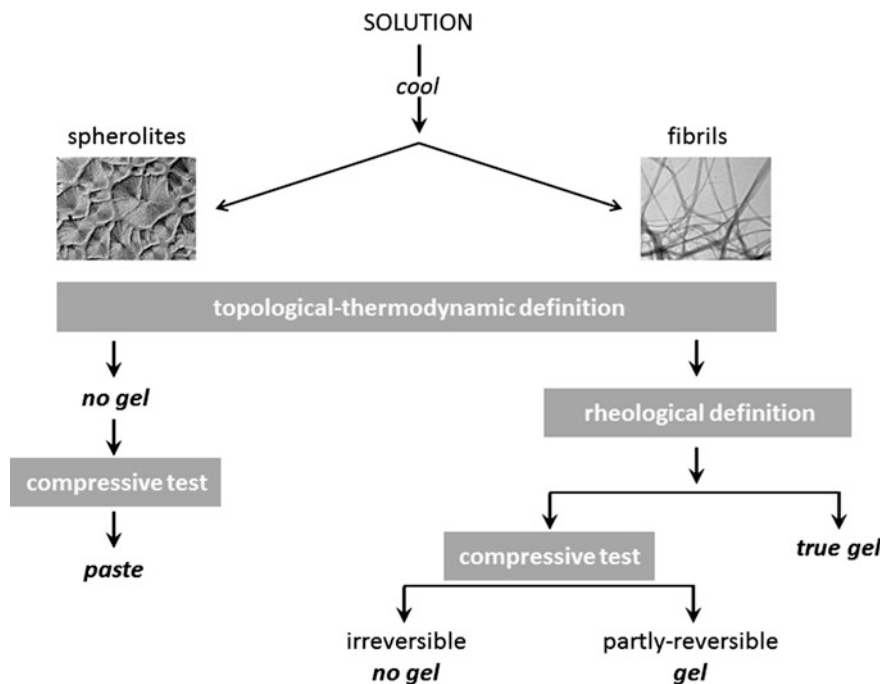 SOLUTION
cool
spherolites
fibrils
topological-thermodynamic definition
no gel
rheological definition
compressive test
paste
compressive test
true gel
irreversible
no gel
partly-reversible
gel